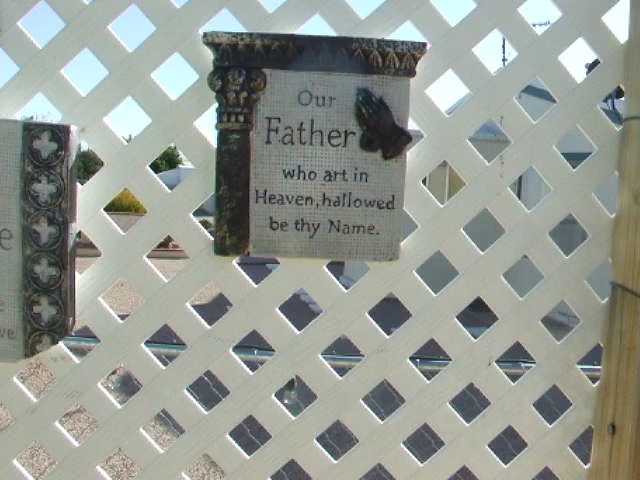 Our
Father
who art in
Heaven, hallowed
be thy Name.